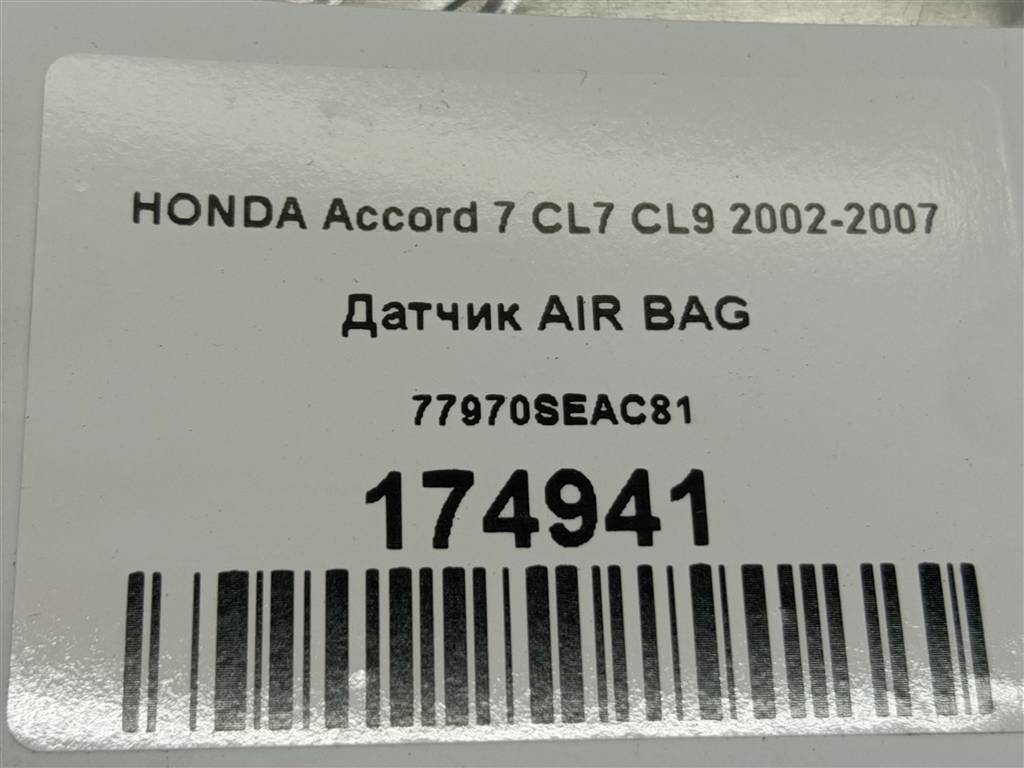 HONDA Accord 7 CL7 CL9 2002-2007
Датчик AIR BAG
77970SEAC81
174941